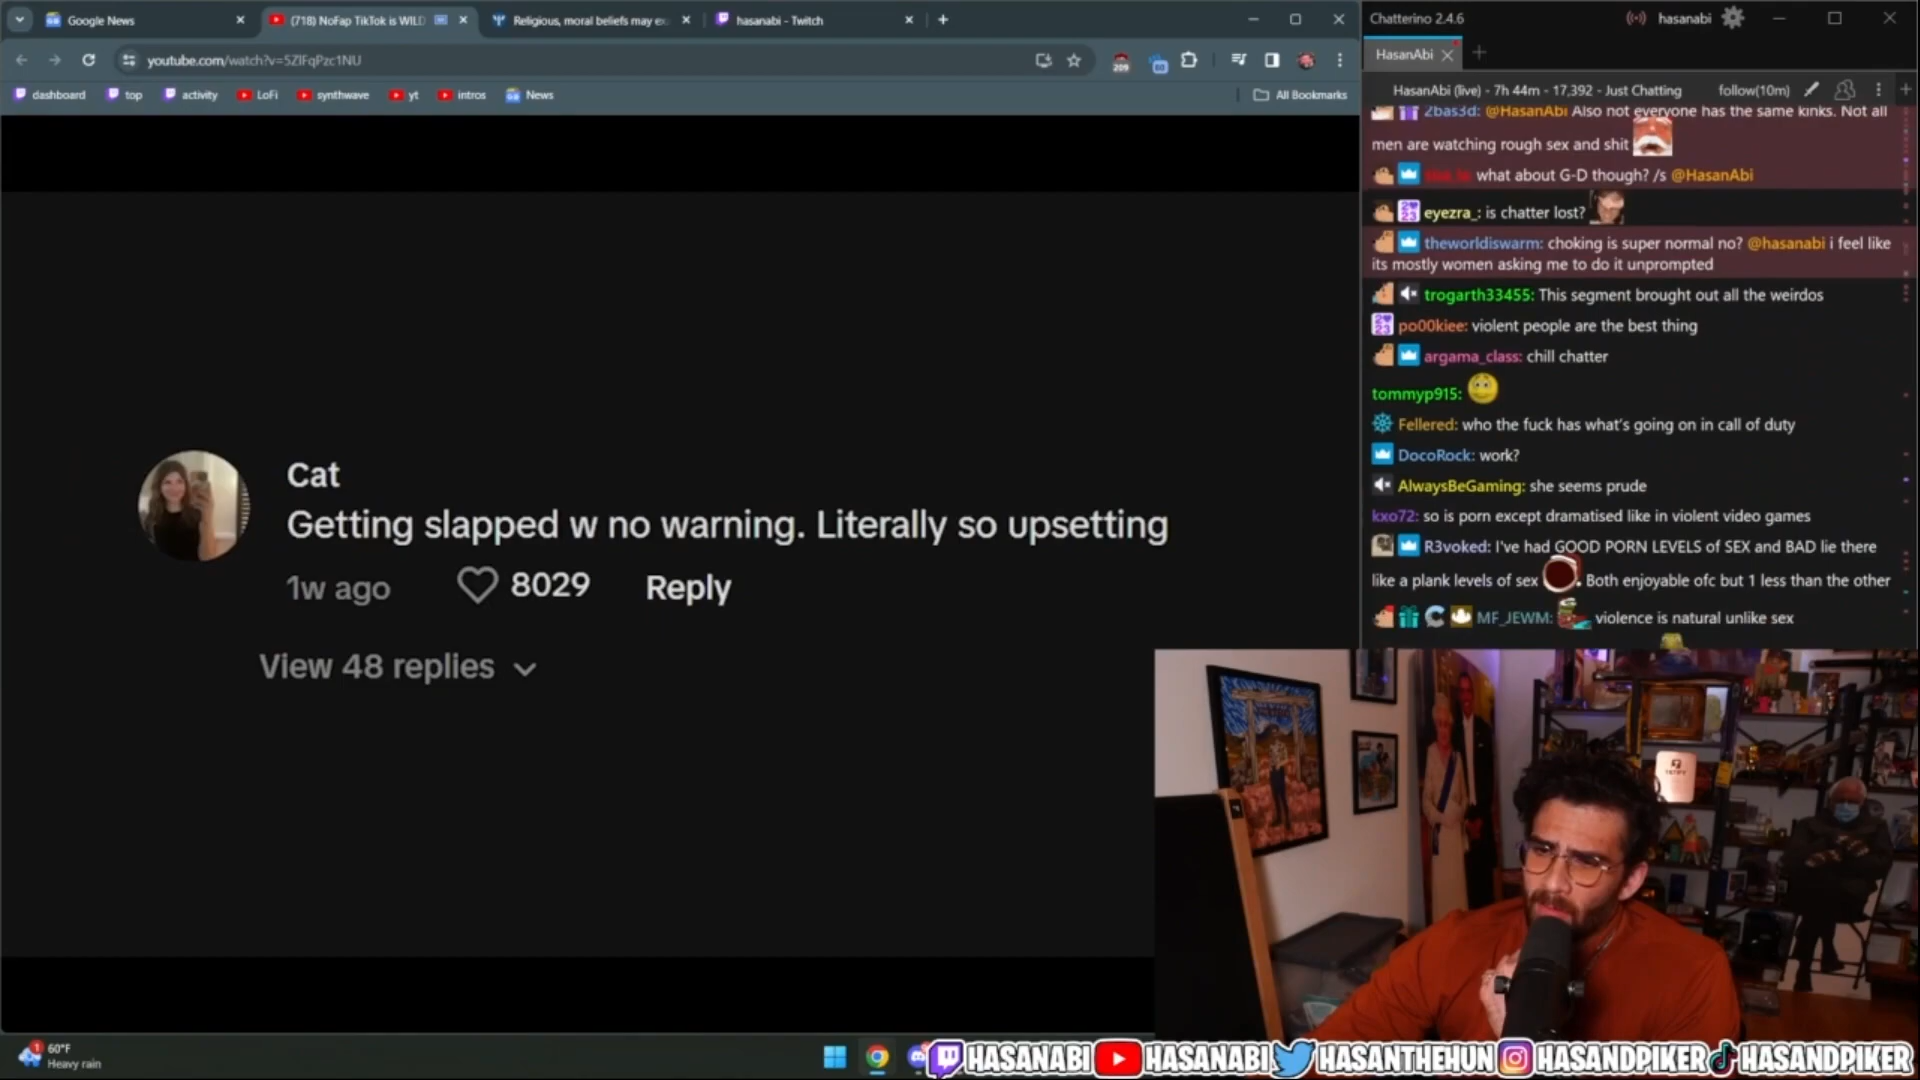 Google News
(718) NoFap TikTok is WILD
Religious, moral beliefs may ex
hasanabi - Twitch
youtube.com/watch?v=5ZlFqPzc1NU
209
dashboard
top
activity
LoFi
synthwave
yt
intros
News
All Bookmarks
Cat
Getting slapped w no warning. Literally so upsetting
1w ago
8029
Reply
View 48 replies
Chatterino 2.4.6
hasanabi
HasanAbi
HasanAbi (live) - 7h 44m - 17,392 - Just Chatting
follow(10m)
2bas3d: @HasanAbi Also not everyone has the same kinks. Not all
men are watching rough sex and shit
what about G-D though? /s @HasanAbi
eyezra_: is chatter lost?
theworldiswarm: choking is super normal no? @hasanabi i feel like
its mostly women asking me to do it unprompted
trogarth33455: This segment brought out all the weirdos
po00kiee: violent people are the best thing
argama_class: chill chatter
tommyp915:
Fellered: who the fuck has what's going on in call of duty
DocoRock: work?
AlwaysBeGaming: she seems prude
kxo72: so is porn except dramatised like in violent video games
R3voked: I've had GOOD PORN LEVELS of SEX and BAD lie there
like a plank levels of sex . Both enjoyable ofc but 1 less than the other
MF_JEWM: violence is natural unlike sex
1
60°F
Heavy rain
HASANABI
HASANABI
HASANTHEHUN
HASANDPIKER
HASANDPIKER